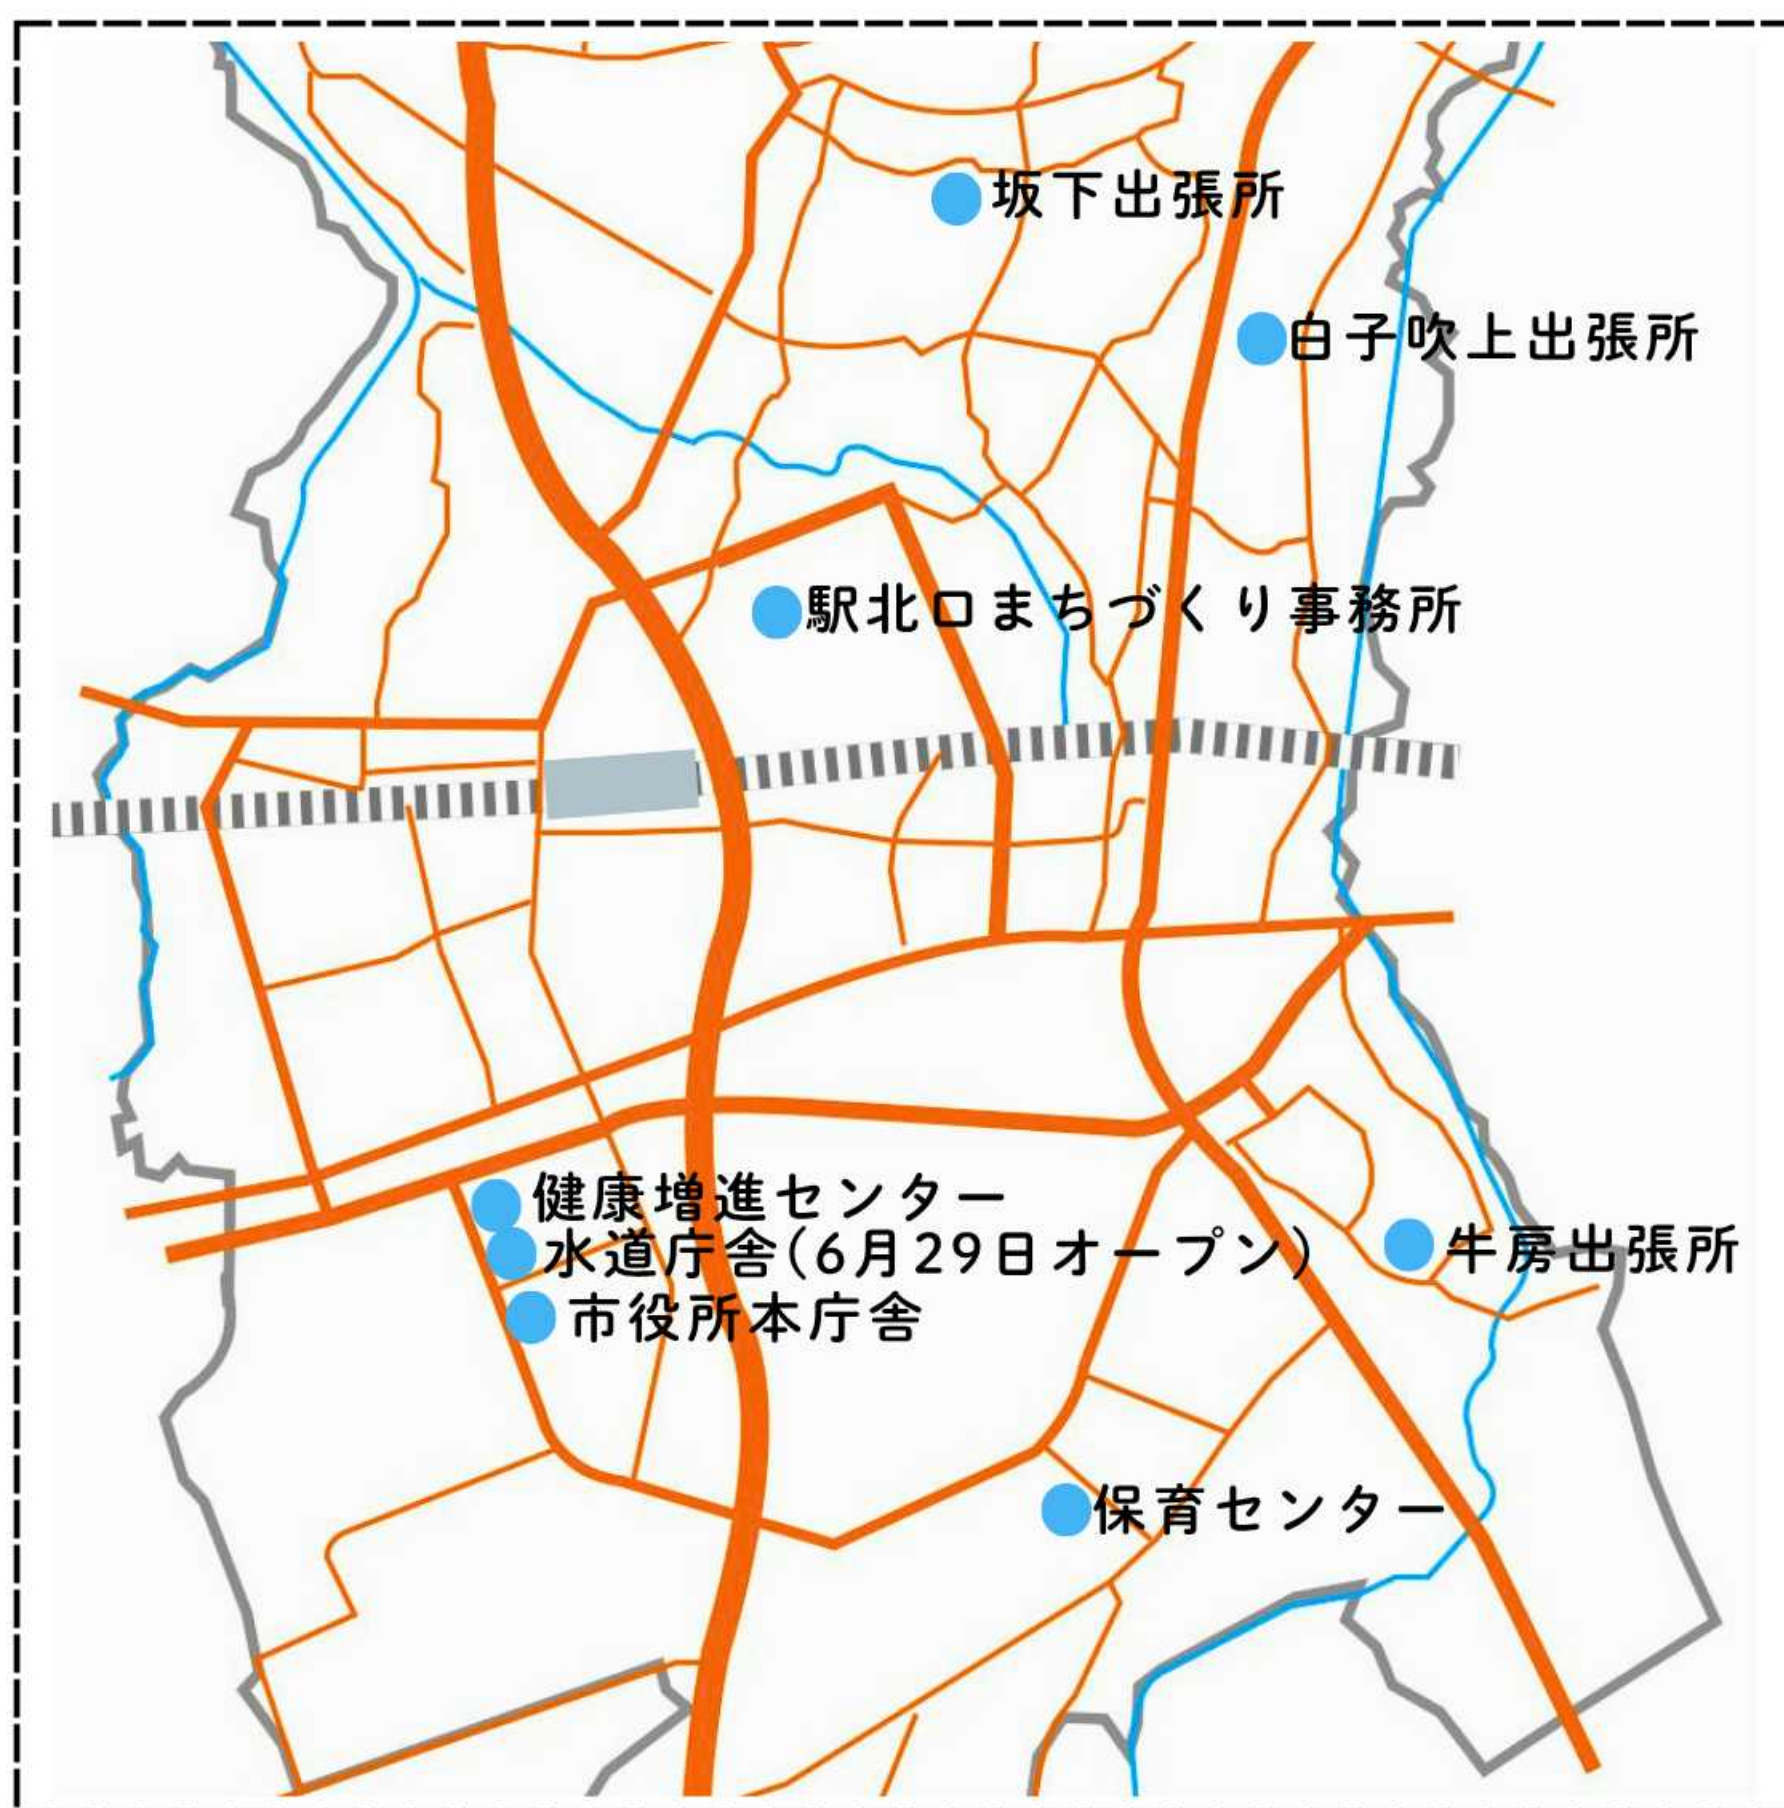 坂下出張所
白子吹上出張所
駅北口まちづくり事務所
健康増進センター
水道庁舎(6月29日オープン)
牛房出張所
市役所本庁舎
保育センター